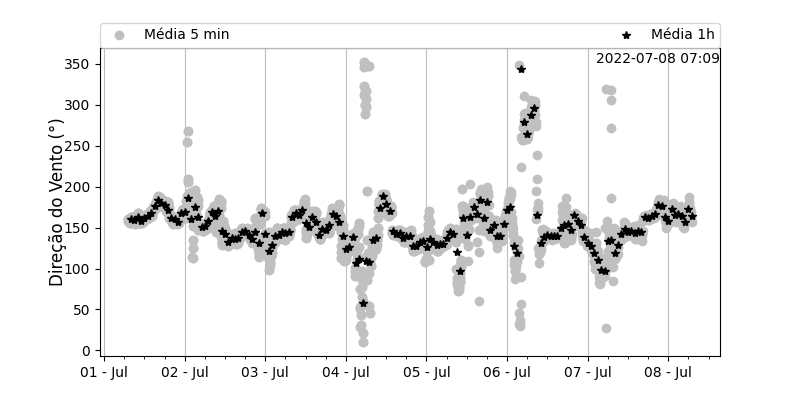 Média 5 min
Média 1h
2022-07-08 07:09
Direção do Vento (°)
350
300
250
200
150
100
50
0
01 - Jul
02 - Jul
03 - Jul
04 - Jul
05 - Jul
06 - Jul
07 - Jul
08 - Jul